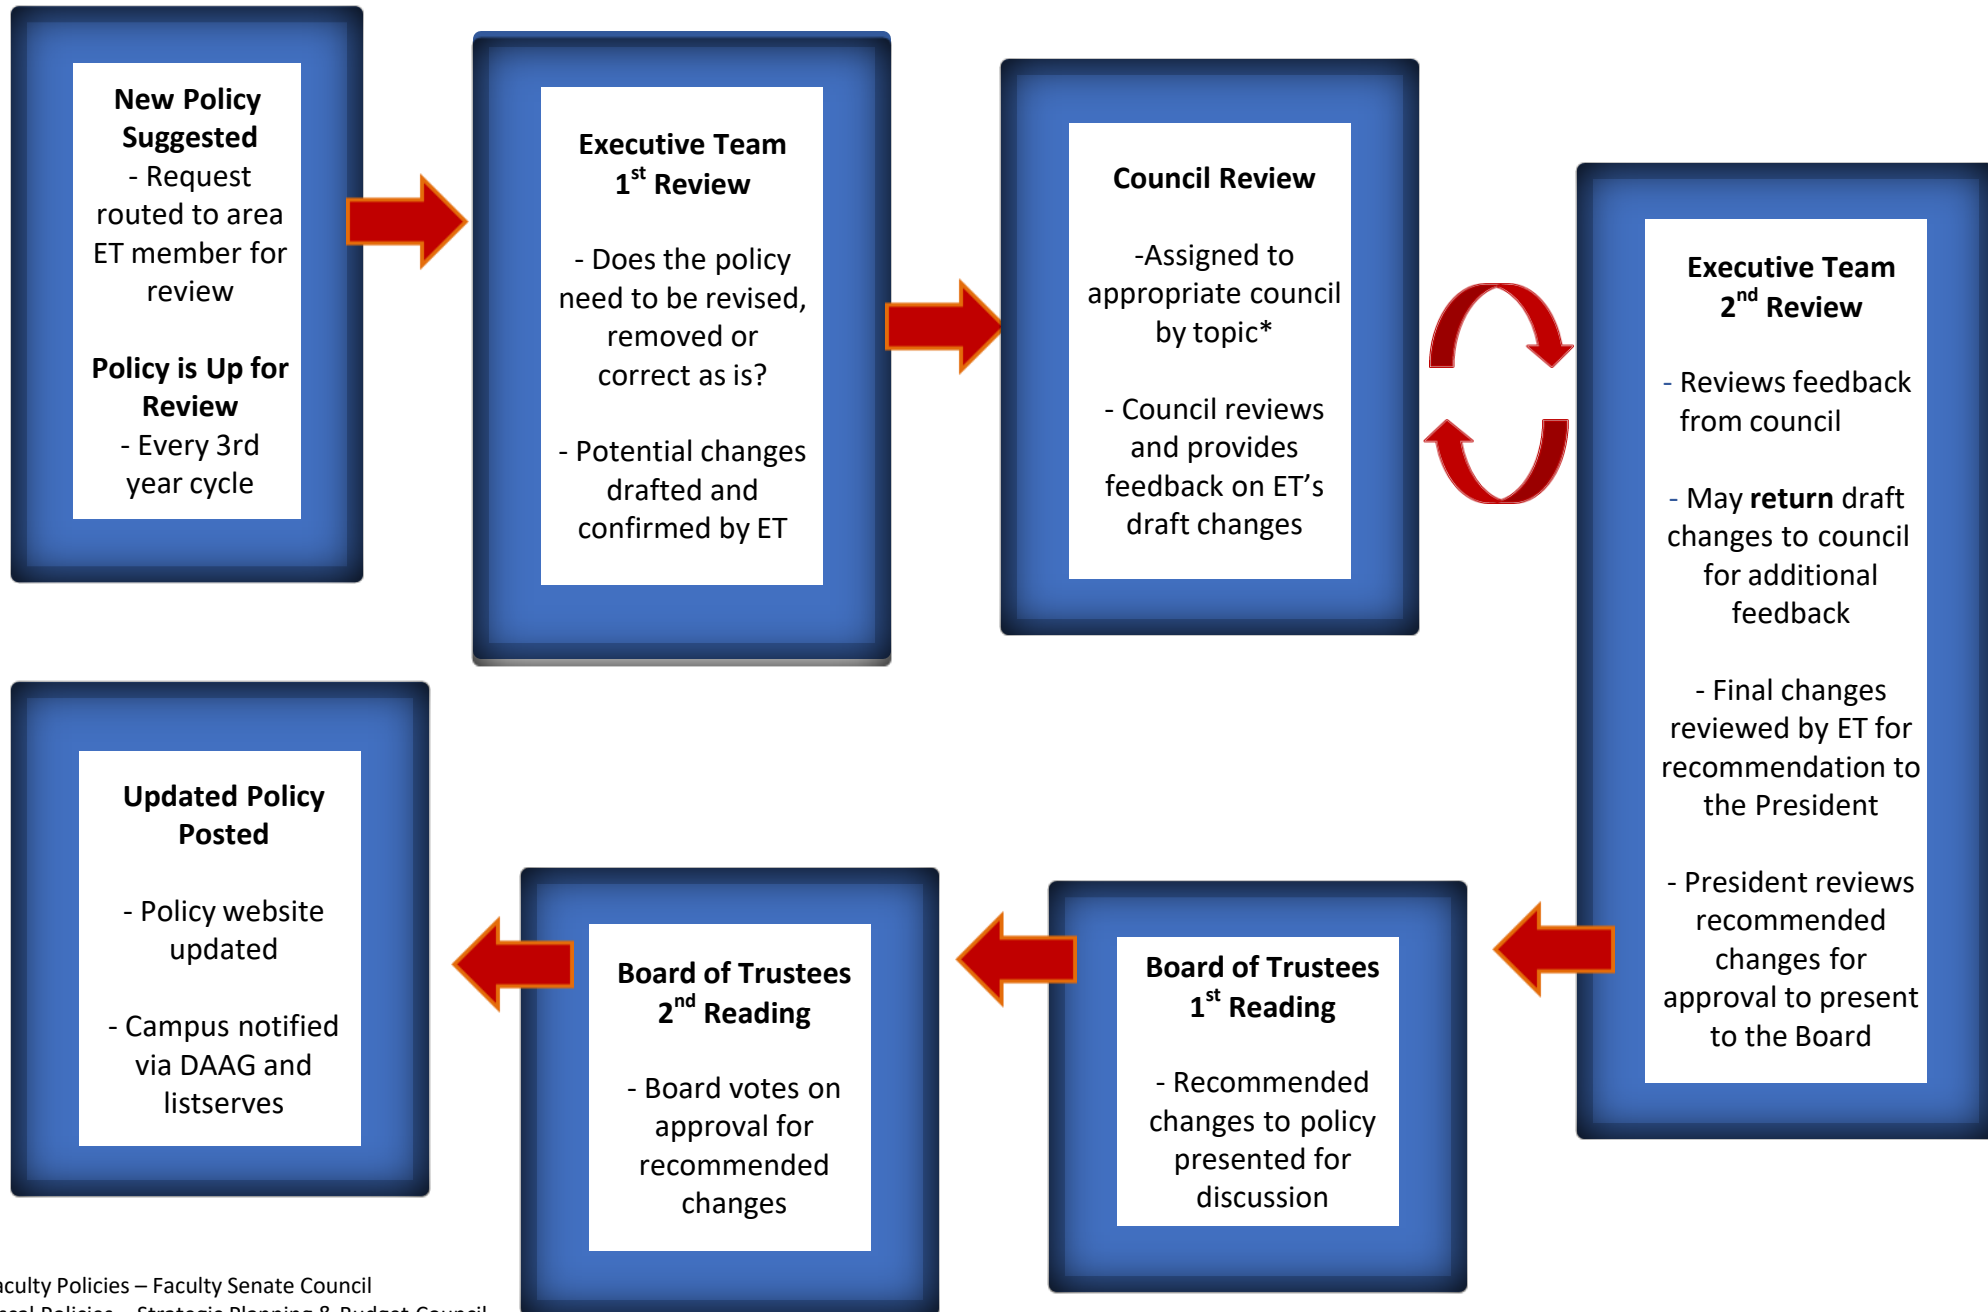 New Policy
Suggested
- Request
routed to area
ET member for
review
Policy is Up for
Review
- Every 3rd
year cycle
Executive Team
1st Review
- Does the policy
need to be revised,
removed or
correct as is?
- Potential changes
drafted and
confirmed by ET
Council Review
-Assigned to
appropriate council
by topic*
- Council reviews
and provides
feedback on ET’s
draft changes
Executive Team
2nd Review
- Reviews feedback
from council
- May return draft
changes to council
for additional
feedback
- Final changes
reviewed by ET for
recommendation to
the President
- President reviews
recommended
changes for
approval to present
to the Board
Board of Trustees
1st Reading
- Recommended
changes to policy
presented for
discussion
Board of Trustees
2nd Reading
- Board votes on
approval for
recommended
changes
Updated Policy
Posted
- Policy website
updated
- Campus notified
via DAAG and
listserves
Policies – Faculty Senate Council
Policies – Strategic Planning & Budget Council